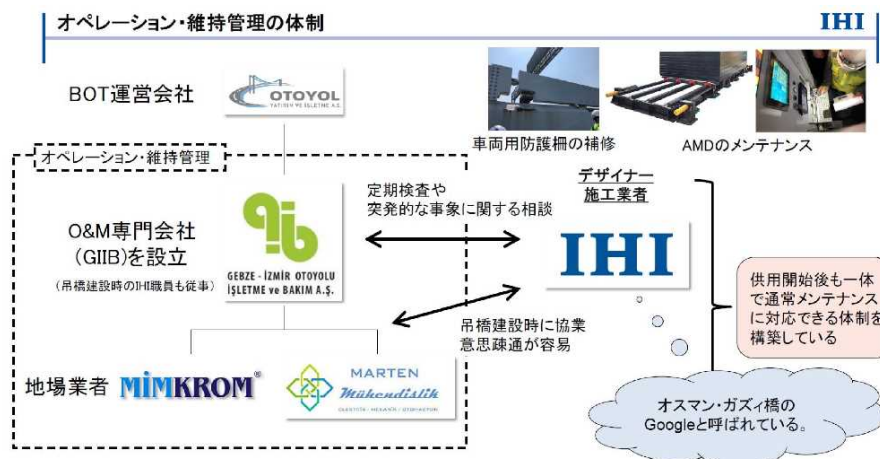 オペレーション・維持管理の体制
IHI
BOT運営会社
OTOYOL
YATIRIM VE İŞLETME A.Ş.
車両用防護柵の補修
AMDのメンテナンス
オペレーション・維持管理
デザイナー
施工業者
定期検査や
突発的な事象に関する相談
O&M専門会社
(GIIB)を設立
(吊橋建設時のIHI職員も従事)
gib
GEBZE - İZMİR OTOYOLU
İŞLETME ve BAKIM A.Ş.
IHI
供用開始後も一体
で通常メンテナンス
に対応できる体制を
構築している
吊橋建設時に協業
意思疎通が容易
地場業者
MİMKROM®
MARTEN
Mühendislik
オスマン・ガズィ橋の
Googleと呼ばれている。